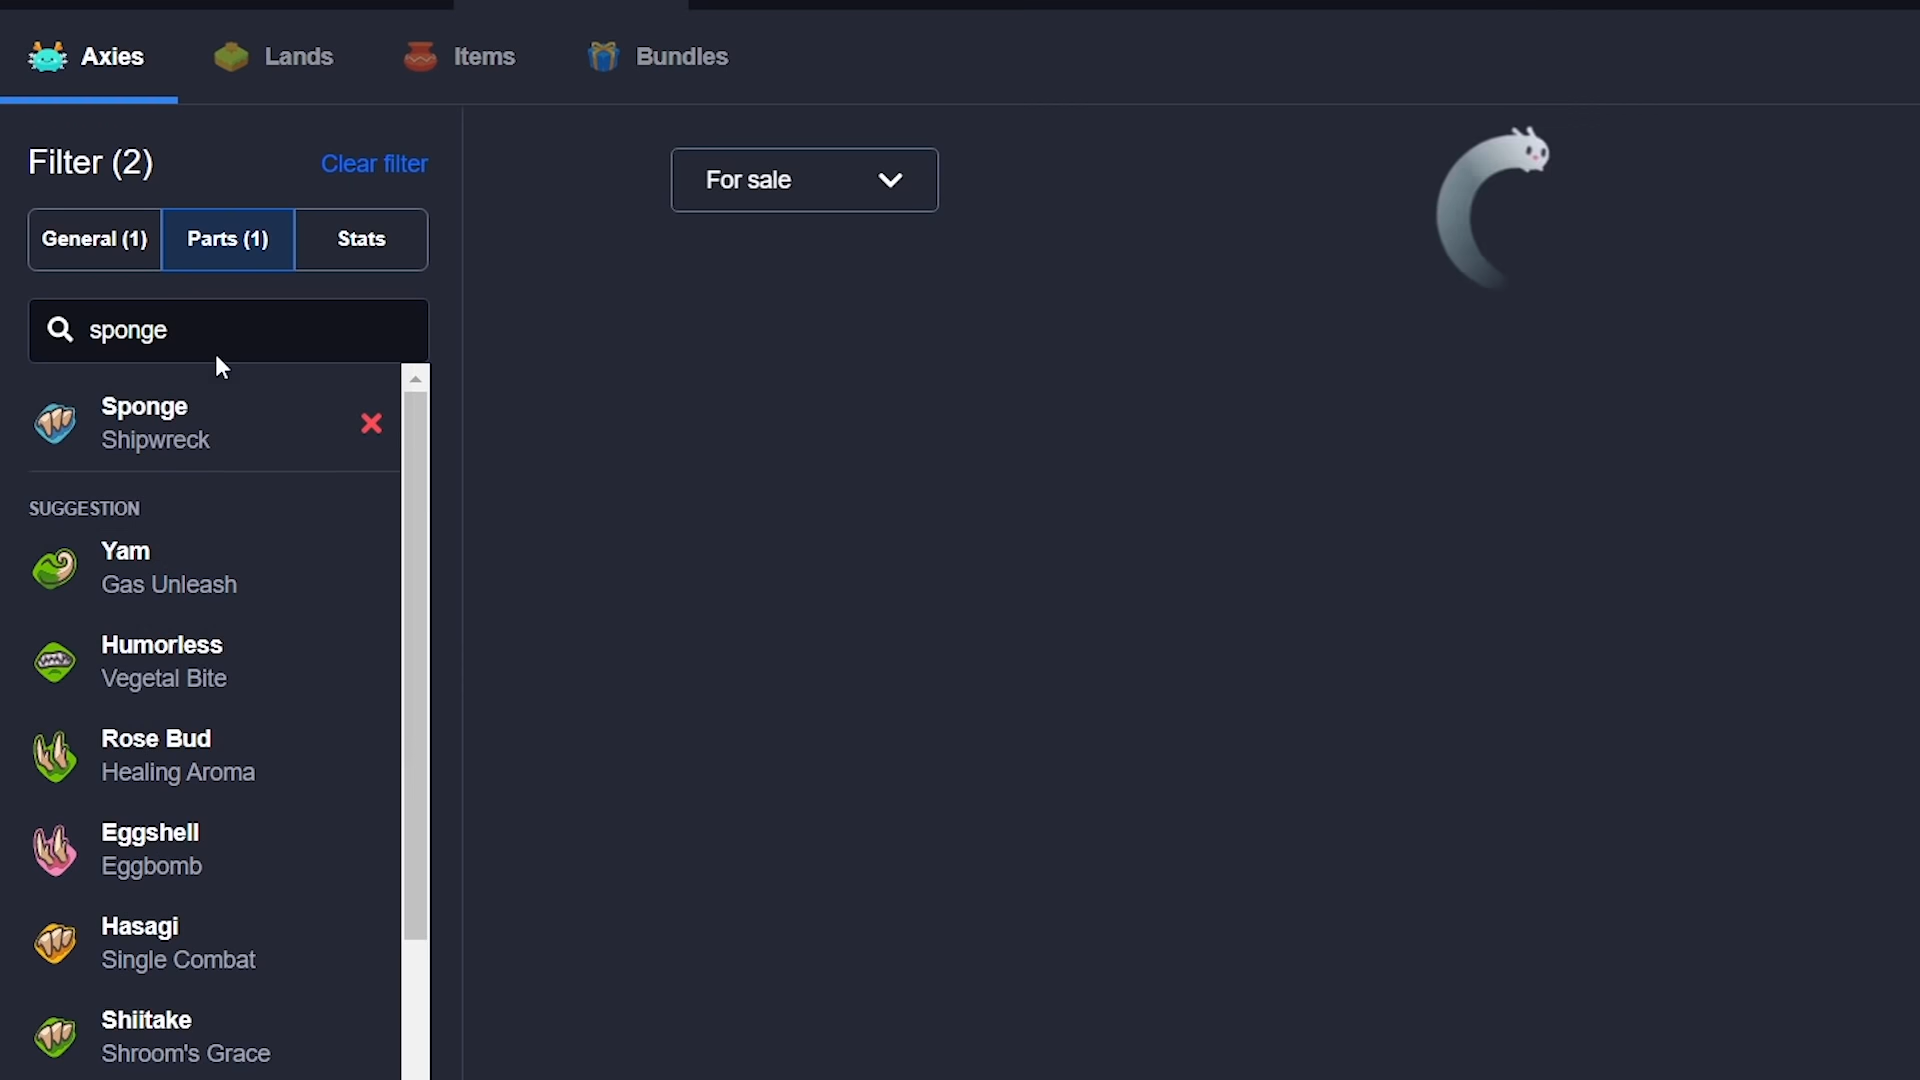 Axies
Lands
Items
Bundles
Filter (2)
Clear filter
General (1)
Parts (1)
Stats
For sale
sponge
Sponge
Shipwreck
SUGGESTION
Yam
Gas Unleash
Humorless
Vegetal Bite
Rose Bud
Healing Aroma
Eggshell
Eggbomb
Hasagi
Single Combat
Shiitake
Shroom's Grace